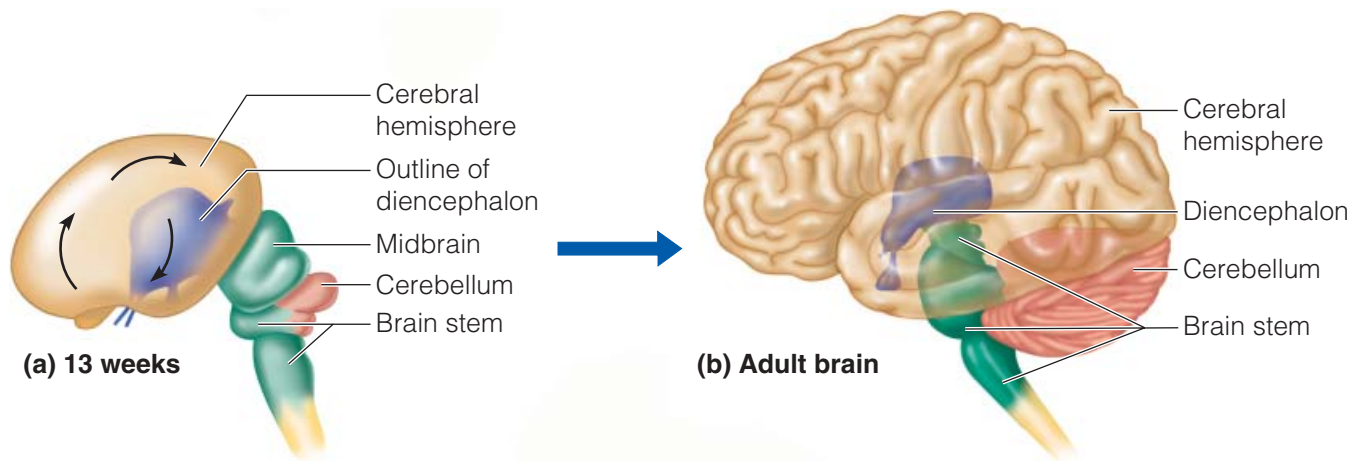 Cerebral
hemisphere
Outline of
diencephalon
Midbrain
Cerebellum
Brain stem
(a) 13 weeks
Cerebral
hemisphere
Diencephalon
Cerebellum
Brain stem
(b) Adult brain